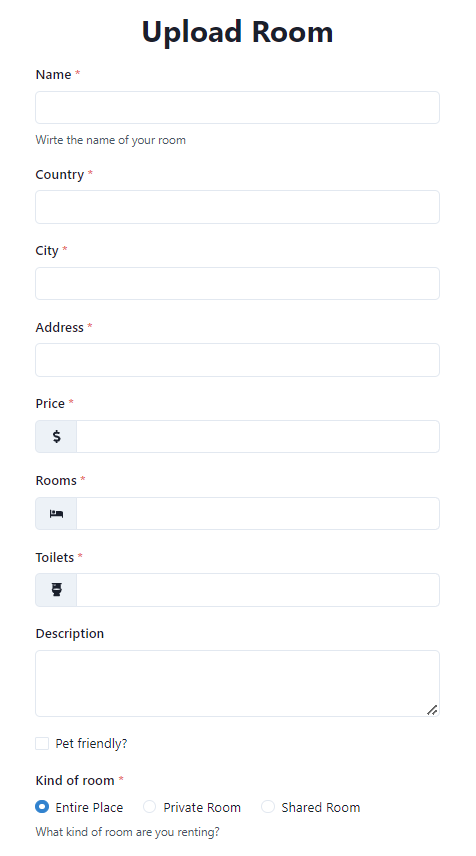 Upload Room
Name *
Wirte the name of your room
Country *
City *
Address *
Price *
$
Rooms *
Toilets *
Description
Pet friendly?
Kind of room *
Entire Place Private Room Shared Room
What kind of room are you renting?